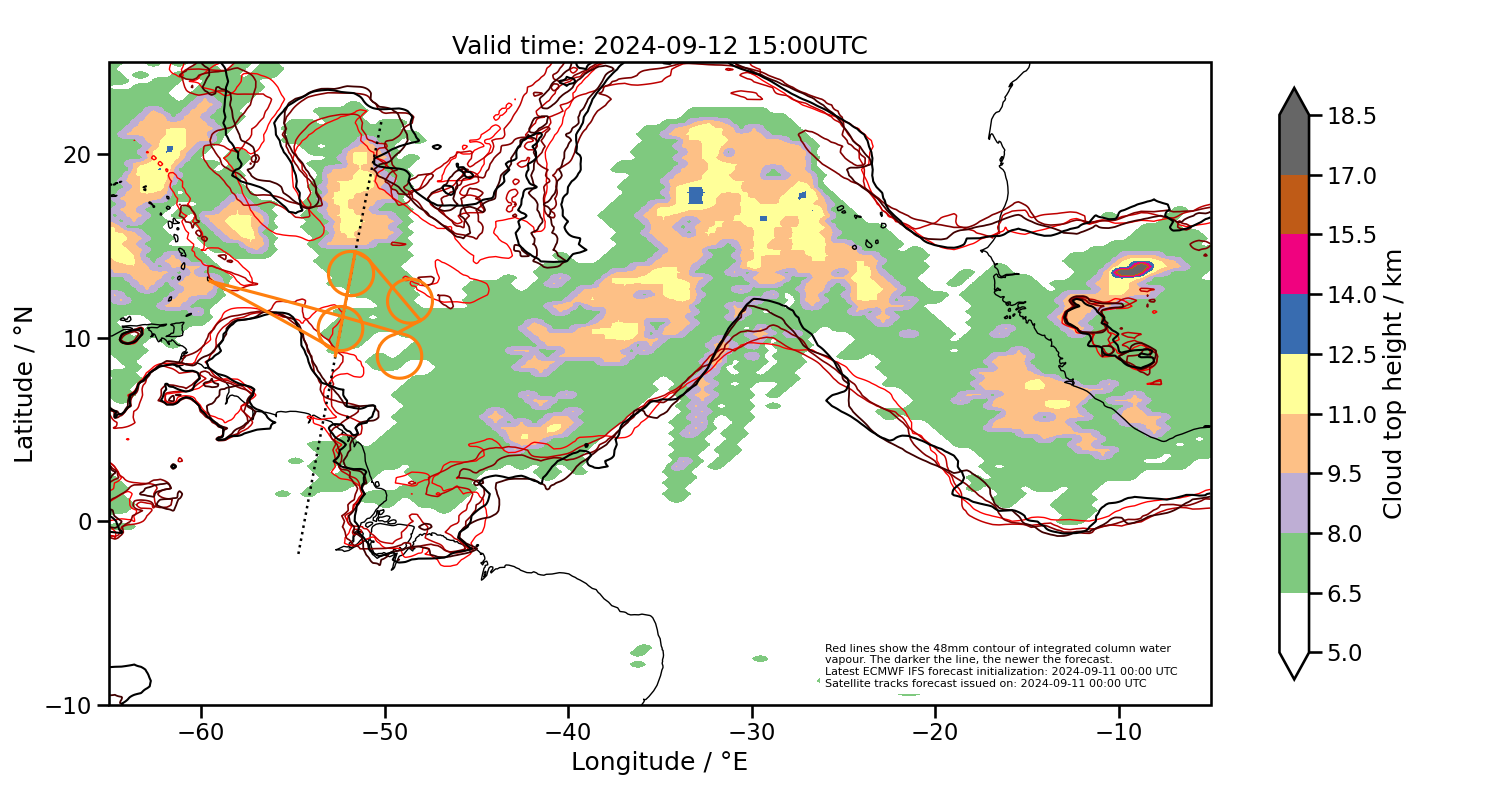 Valid time: 2024-09-12 15:00UTC
20
10
0
−10
Latitude / °N
−60
−50
−40
−30
−20
−10
Longitude / °E
Red lines show the 48mm contour of integrated column water
vapour. The darker the line, the newer the forecast.
Latest ECMWF IFS forecast initialization: 2024-09-11 00:00 UTC
Satellite tracks forecast issued on: 2024-09-11 00:00 UTC
18.5
17.0
15.5
14.0
12.5
11.0
9.5
8.0
6.5
5.0
Cloud top height / km